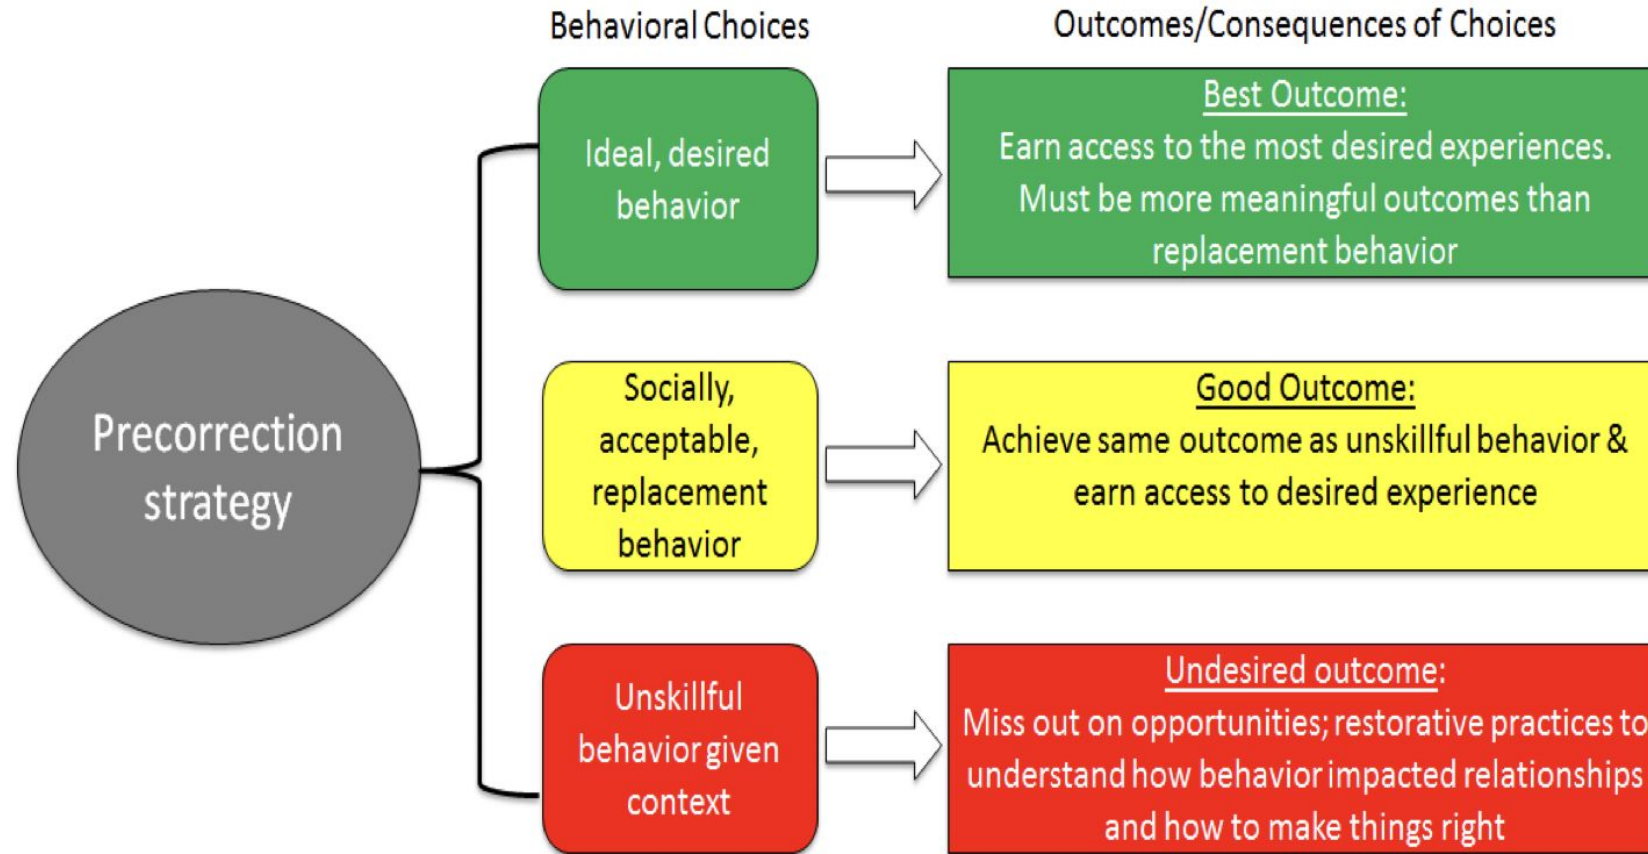 Behavioral Choices
Outcomes/Consequences of Choices
Precorrection
strategy
Ideal, desired
behavior
Best Outcome:
Earn access to the most desired experiences.
Must be more meaningful outcomes than
replacement behavior
Socially,
acceptable,
replacement
behavior
Good Outcome:
Achieve same outcome as unskillful behavior &
earn access to desired experience
Unskillful
behavior given
context
Undesired outcome:
Miss out on opportunities; restorative practices to
understand how behavior impacted relationships
and how to make things right